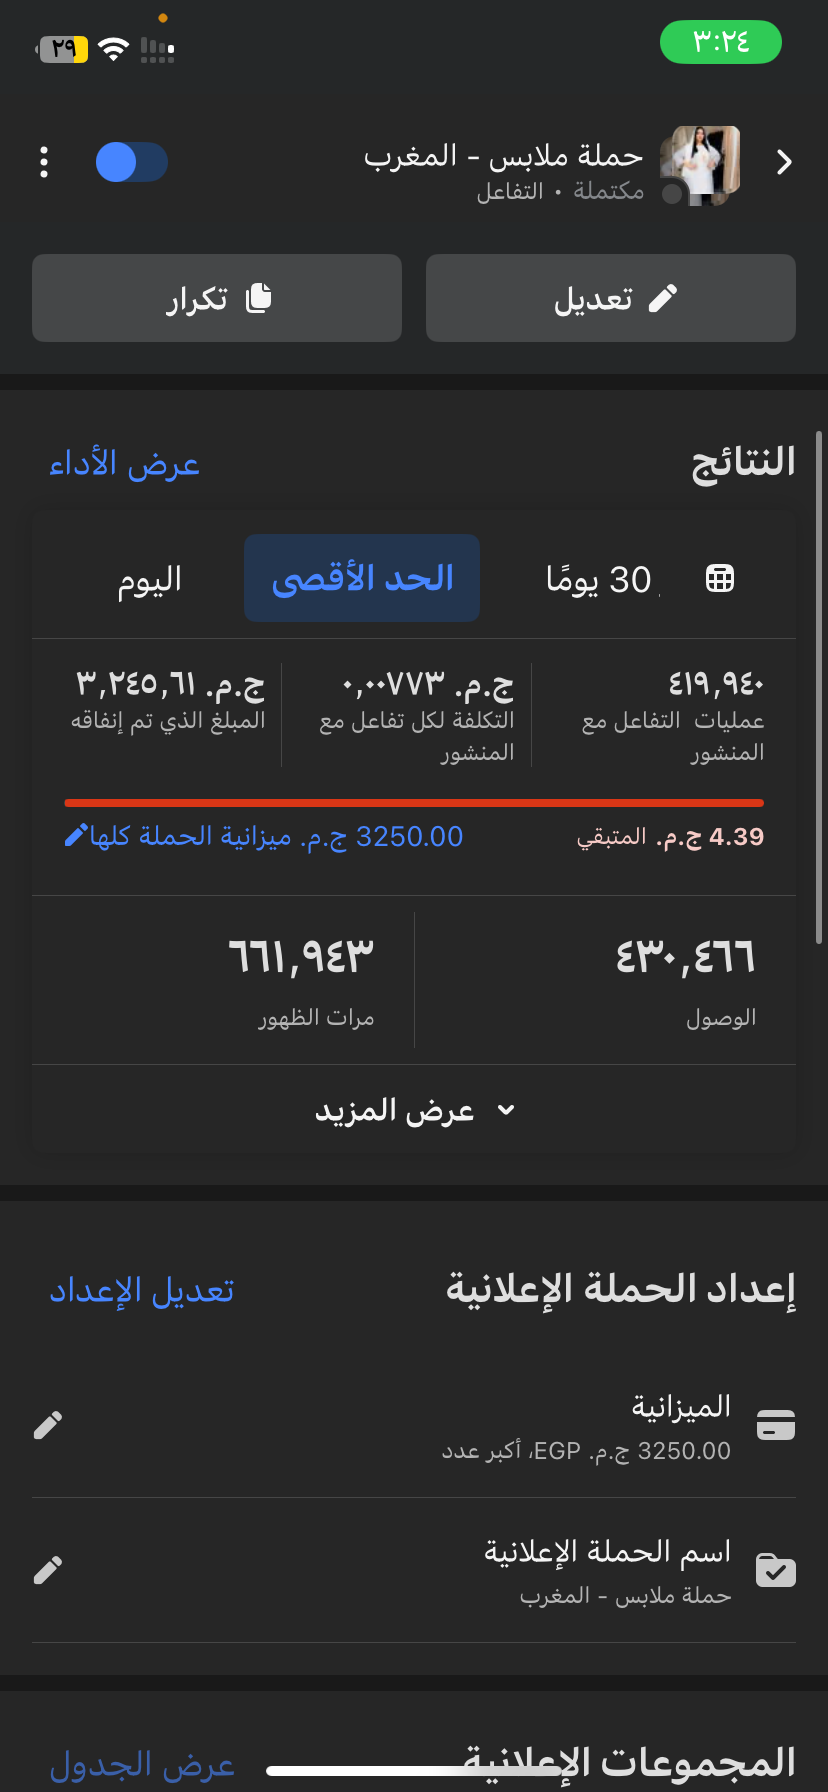 ٣:٢٤
٢٩
حملة ملابس - المغرب
مكتملة • التفاعل
تعديل
تكرار
النتائج
عرض الأداء
30 يومًا
الحد الأقصى
اليوم
٤١٩,٩٤٠
عمليات التفاعل مع
المنشور
ج.م. ٠,٠٠٧٧٣
التكلفة لكل تفاعل مع
المنشور
ج.م. ٣,٢٤٥,٦١
المبلغ الذي تم إنفاقه
4.39 ج.م. المتبقي
3250.00 ج.م. ميزانية الحملة كلها
٤٣٠,٤٦٦
الوصول
٦٦١,٩٤٣
مرات الظهور
عرض المزيد
إعداد الحملة الإعلانية
تعديل الإعداد
الميزانية
3250.00 ج.م. EGP، أكبر عدد
اسم الحملة الإعلانية
حملة ملابس - المغرب
المجموعات الإعلانية
عرض الجدول